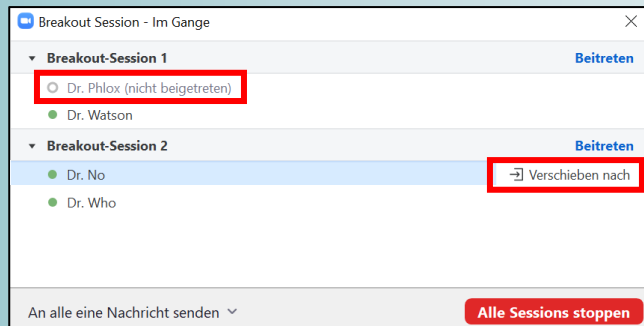 Breakout Session - Im Gange
Breakout-Session 1 Beitreten
Dr. Phlox (nicht beigetreten)
Dr. Watson
Breakout-Session 2 Beitreten
Dr. No Verschieben nach
Dr. Who
An alle eine Nachricht senden Alle Sessions stoppen